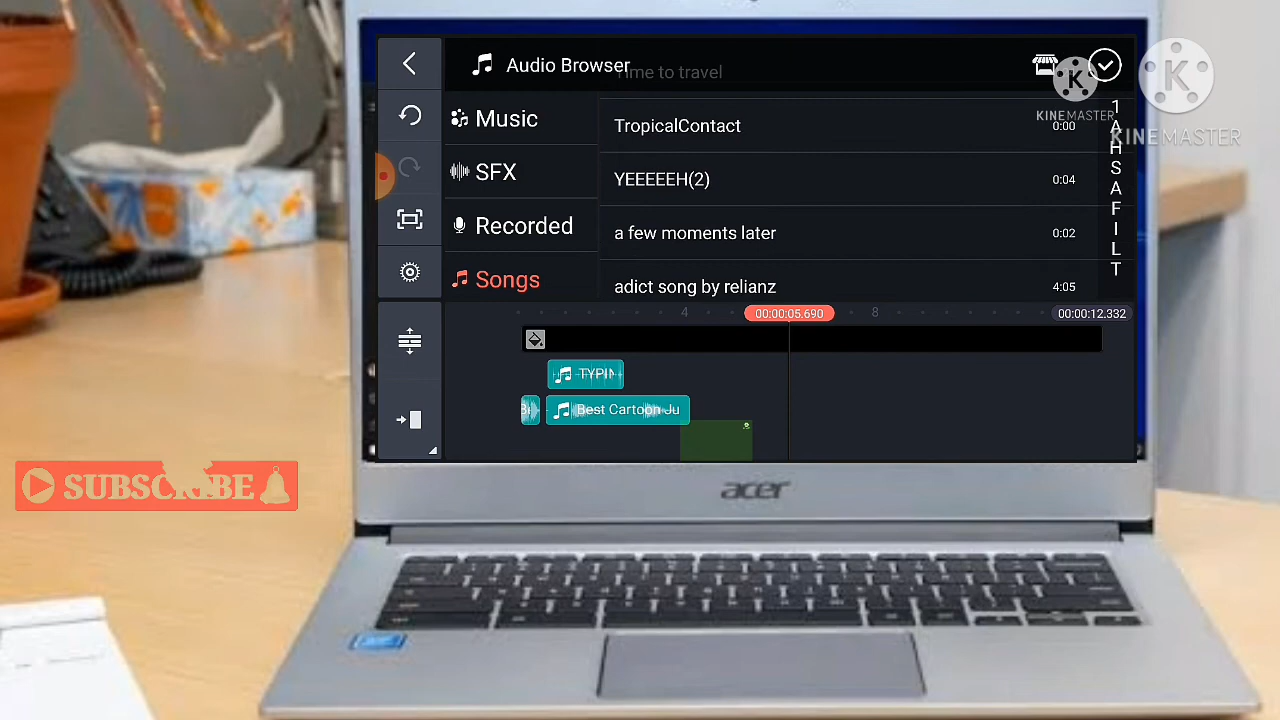 Audio Browser
Time to travel
KINEMASTER
KINEMASTER
Music
SFX
Recorded
Songs
TropicalContact
0:00
YEEEEEH(2)
0:04
a few moments later
0:02
adict song by relianz
4:05
1
A
H
S
A
F
I
L
T
4
00:00:05.690
8
00:00:12.332
TYPIN
Best Cartoon Ju
SUBSCRIBE
acer